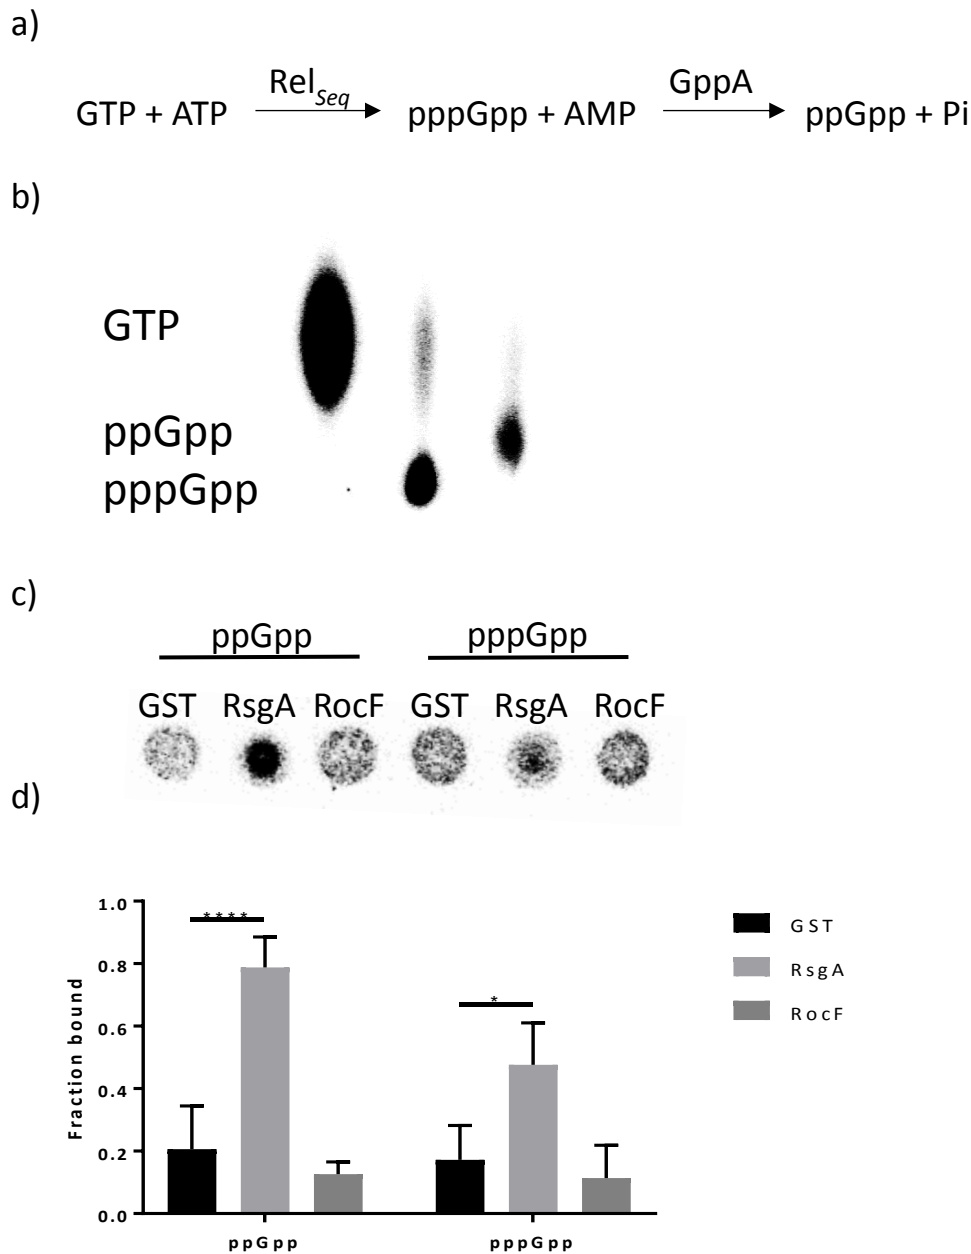 a)
Rel_Seq GppA
GTP + ATP pppGpp + AMP ppGpp + Pi
b)
GTP
ppGpp
pppGpp
c)
ppGpp pppGpp
GST RsgA RocF GST RsgA RocF
d)
1.0
0.8
0.6
0.4
0.2
0.0
Fraction bound
****
*
ppGpp pppGpp
GST
RsgA
RocF